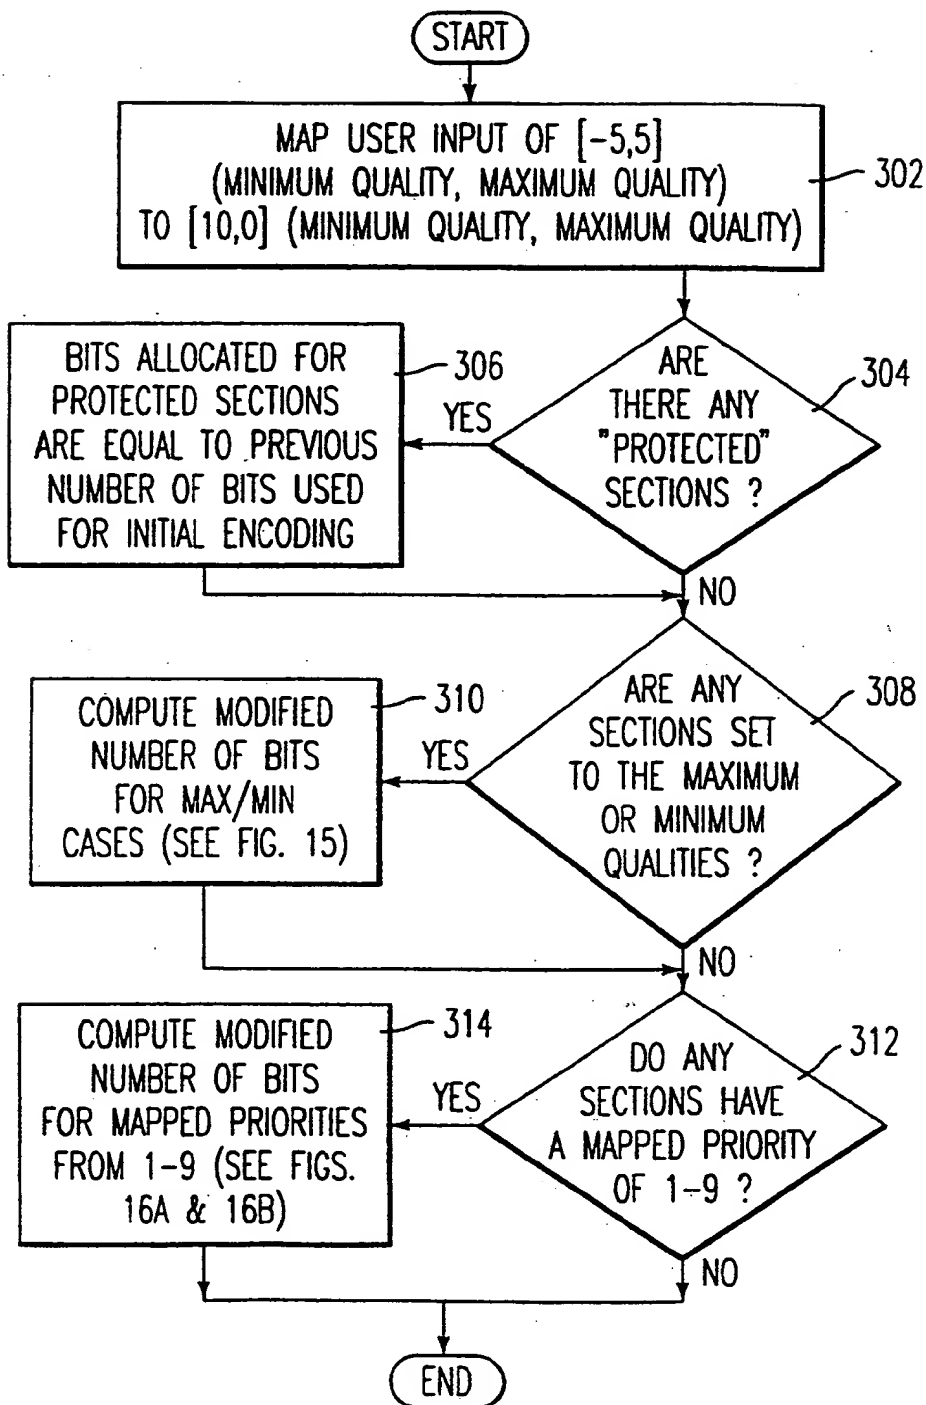 START
MAP USER INPUT OF [-5,5]
(MINIMUM QUALITY, MAXIMUM QUALITY)
TO [10,0] (MINIMUM QUALITY, MAXIMUM QUALITY)
302
ARE
THERE ANY
"PROTECTED"
SECTIONS ?
304
YES
BITS ALLOCATED FOR
PROTECTED SECTIONS
ARE EQUAL TO PREVIOUS
NUMBER OF BITS USED
FOR INITIAL ENCODING
306
NO
ARE ANY
SECTIONS SET
TO THE MAXIMUM
OR MINIMUM
QUALITIES ?
308
YES
COMPUTE MODIFIED
NUMBER OF BITS
FOR MAX/MIN
CASES (SEE FIG. 15)
310
NO
DO ANY
SECTIONS HAVE
A MAPPED PRIORITY
OF 1-9 ?
312
YES
COMPUTE MODIFIED
NUMBER OF BITS
FOR MAPPED PRIORITIES
FROM 1-9 (SEE FIGS.
16A & 16B)
314
NO
END